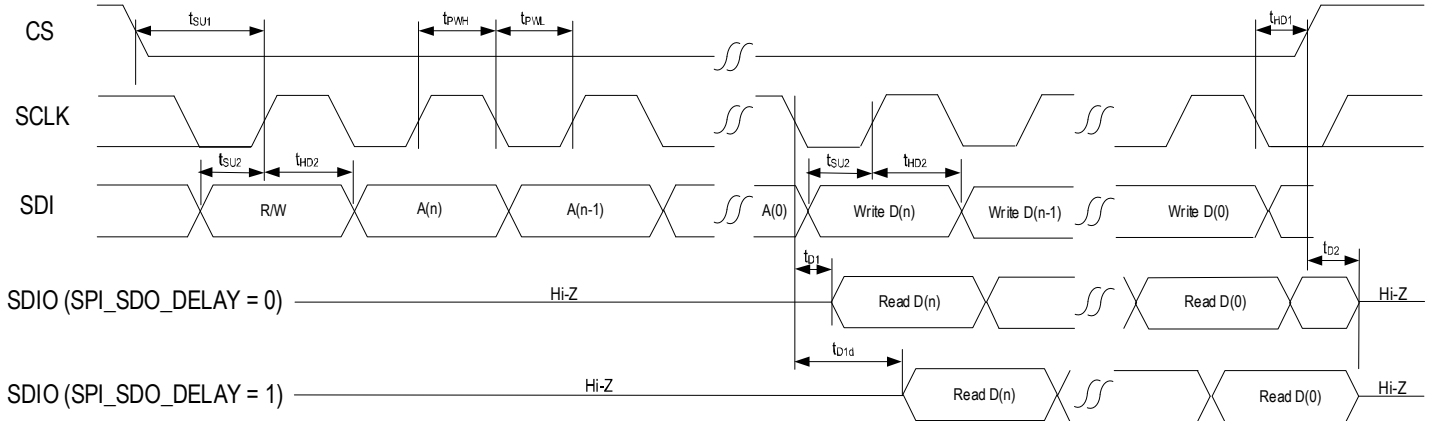 CS tSU1 tPWH tPWL tHD1
SCLK
tSU2 tHD2 tSU2 tHD2
SDI R/W A(n) A(n-1) A(0) Write D(n) Write D(n-1) Write D(0)
tD1 tD2
SDIO (SPI_SDO_DELAY = 0) Hi-Z Read D(n) Read D(0) Hi-Z
tD1d
SDIO (SPI_SDO_DELAY = 1) Hi-Z Read D(n) Read D(0) Hi-Z